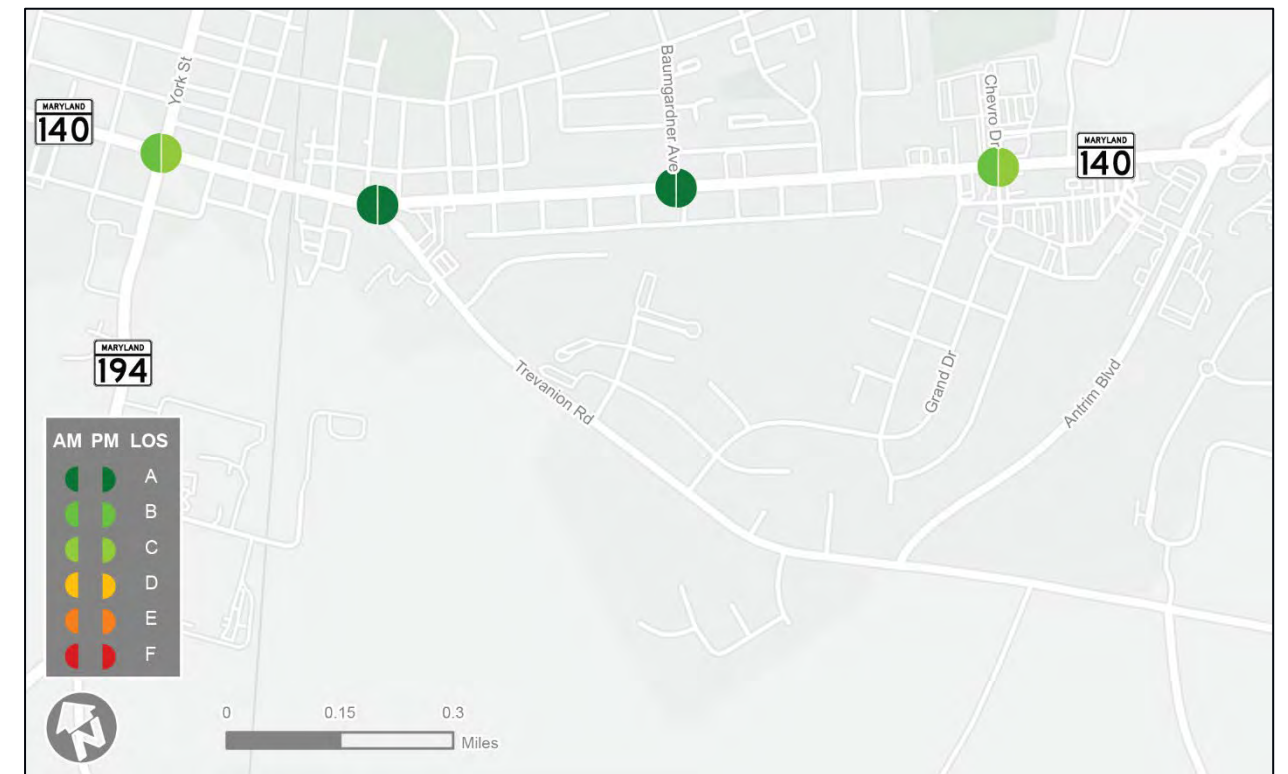 York St
Baumgardner Ave
Chevro Dr
MARYLAND
140
MARYLAND
140
MARYLAND
194
Trevanion Rd
Grand Dr
Antrim Blvd
AM PM LOS
A
B
C
D
E
F
N
0 0.15 0.3
Miles